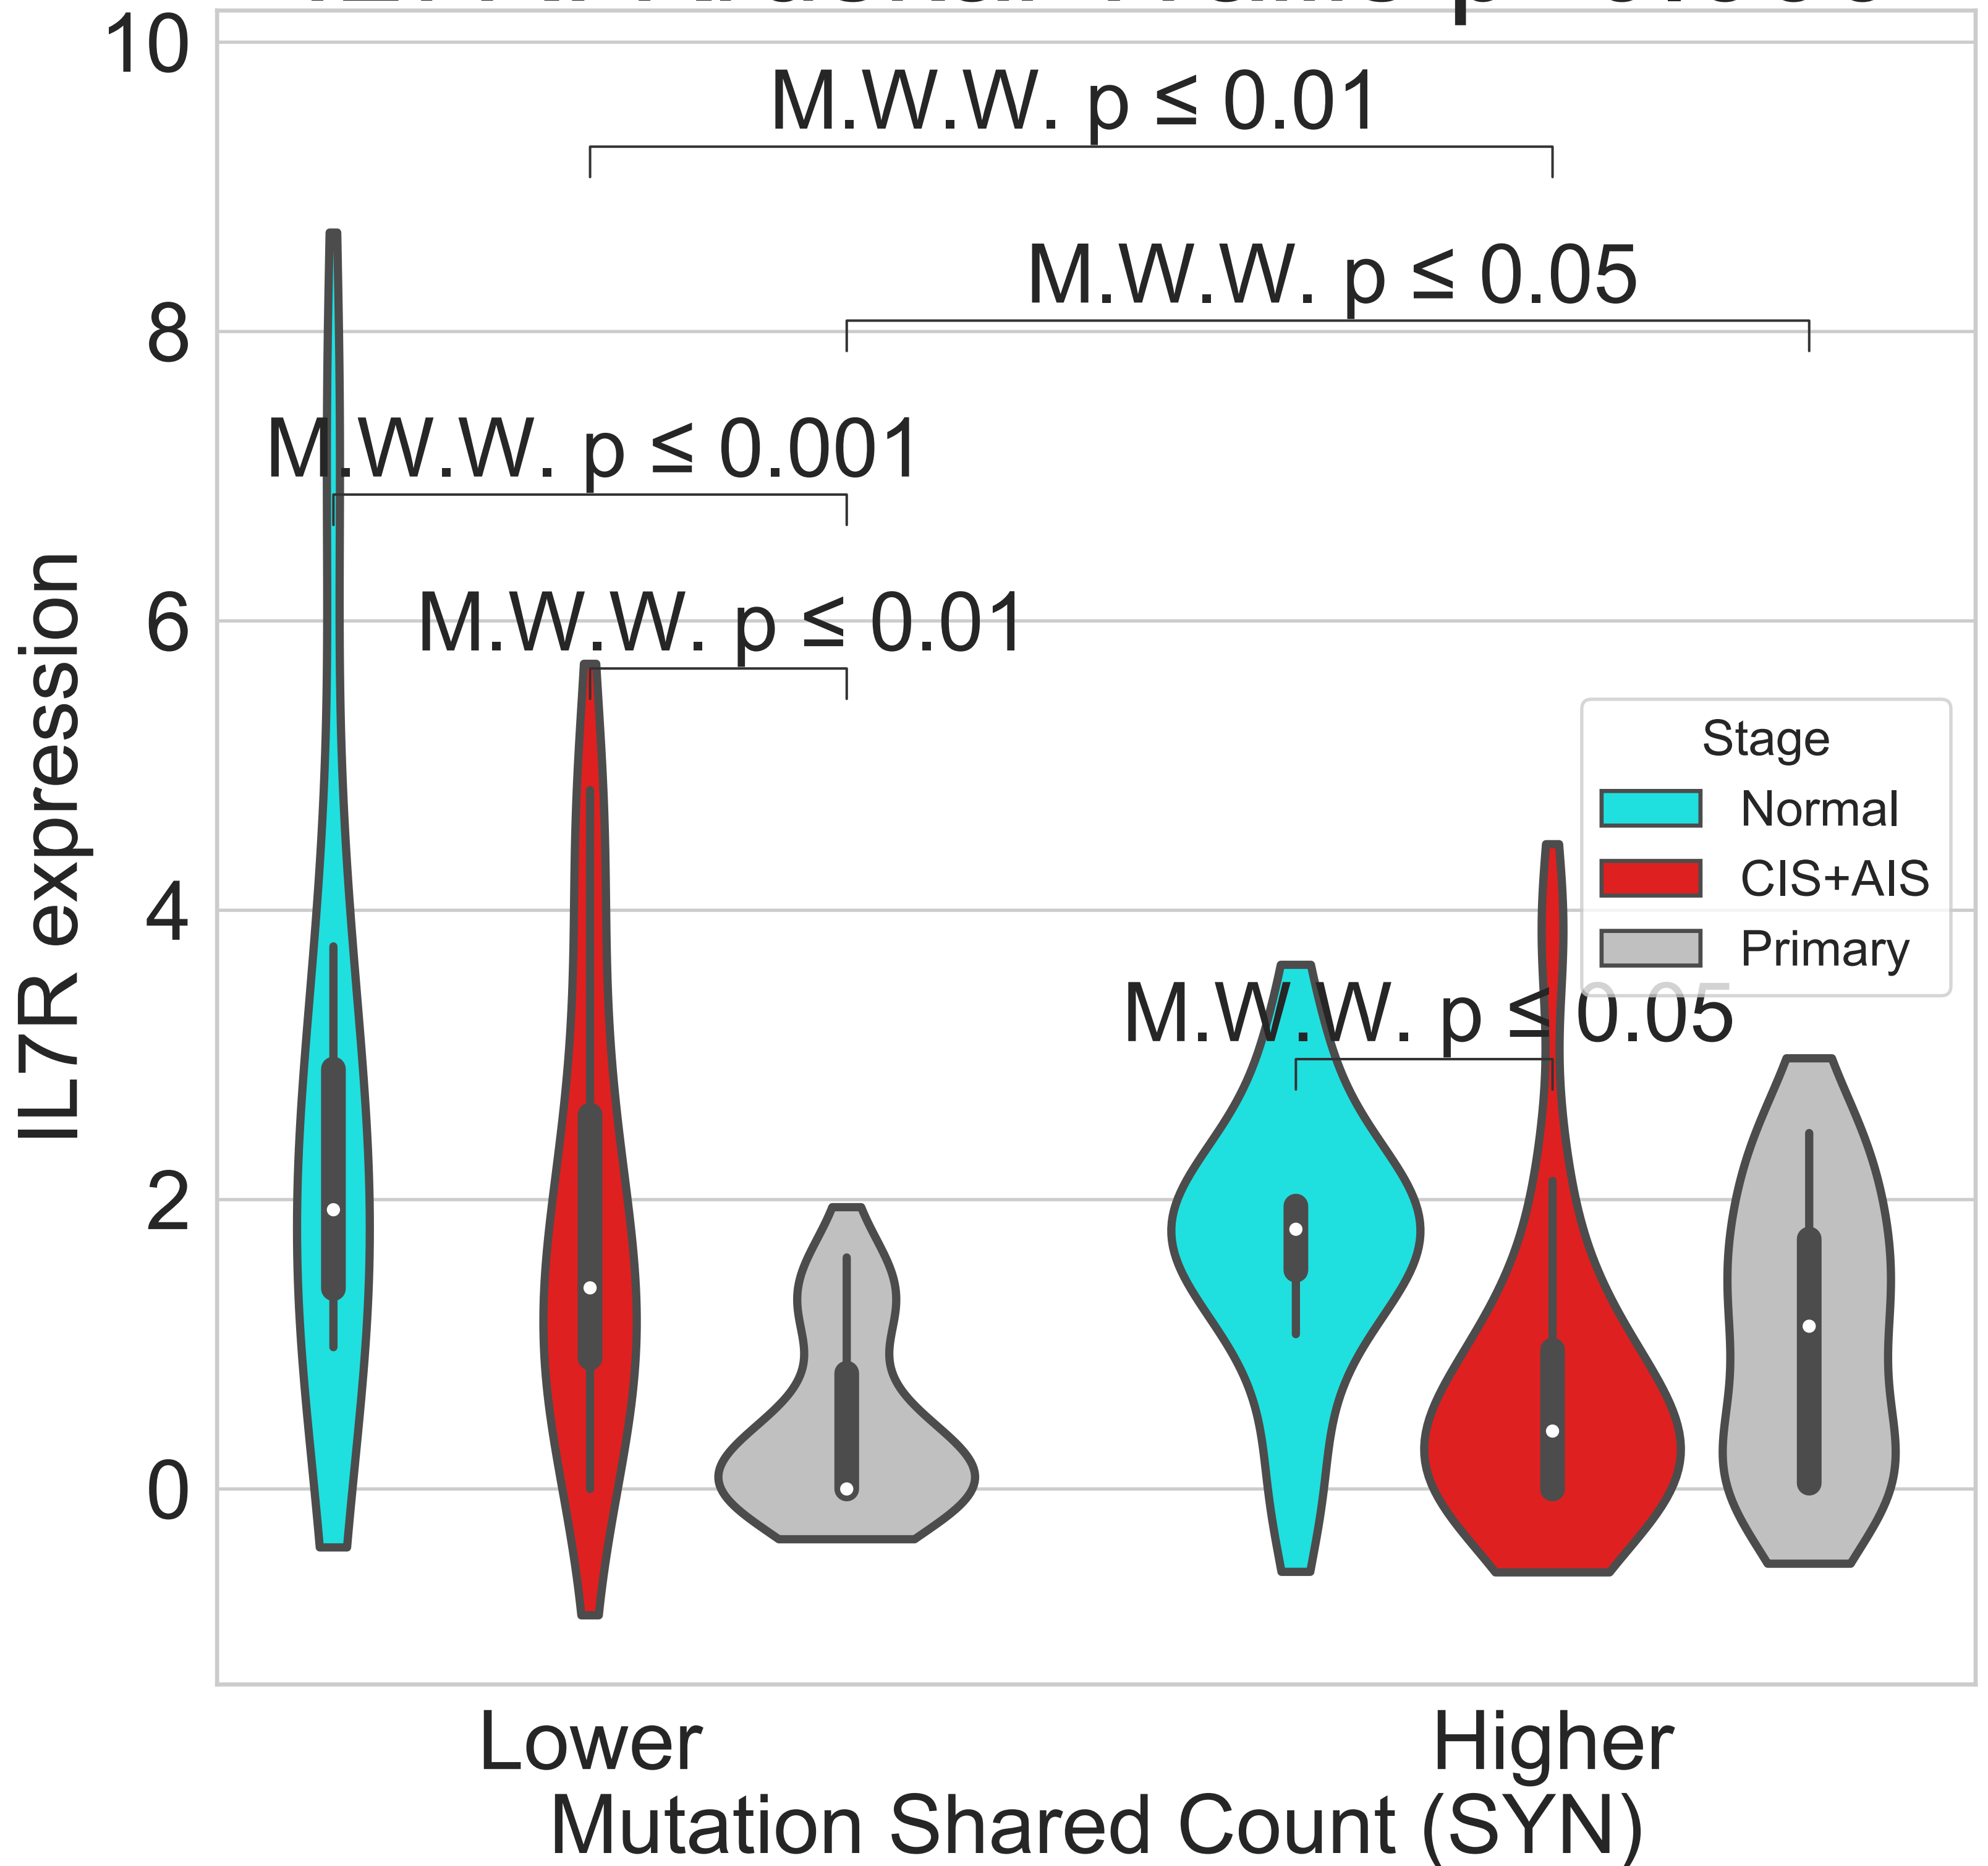 10
M.W.W. p ≤ 0.01
M.W.W. p ≤ 0.05
8
M.W.W. p ≤ 0.001
6
M.W.W. p ≤ 0.01
IL7R expression
Stage
Normal
CIS+AIS
Primary
4
M.W.W. p ≤ 0.05
2
0
Lower
Higher
Mutation Shared Count (SYN)